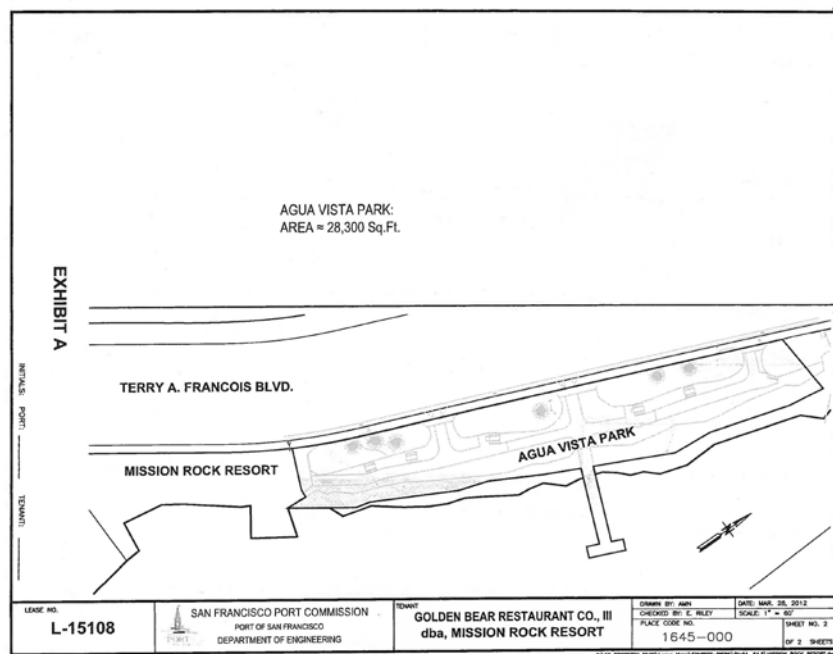 AGUA VISTA PARK:
AREA ≈ 28,300 Sq.Ft.
EXHIBIT A
INITIALS: PORT: ________ TENANT: ________
TERRY A. FRANCOIS BLVD.
MISSION ROCK RESORT
AGUA VISTA PARK
N
LEASE NO.
L-15108
PORT
SAN FRANCISCO PORT COMMISSION
PORT OF SAN FRANCISCO
DEPARTMENT OF ENGINEERING
TENANT
GOLDEN BEAR RESTAURANT CO., III
dba, MISSION ROCK RESORT
DRAWN BY: AMN
DATE: MAR. 28, 2012
CHECKED BY: E. RILEY
SCALE: 1" = 60'
PLACE CODE NO.
1645-000
SHEET NO. 2
OF 2 SHEETS